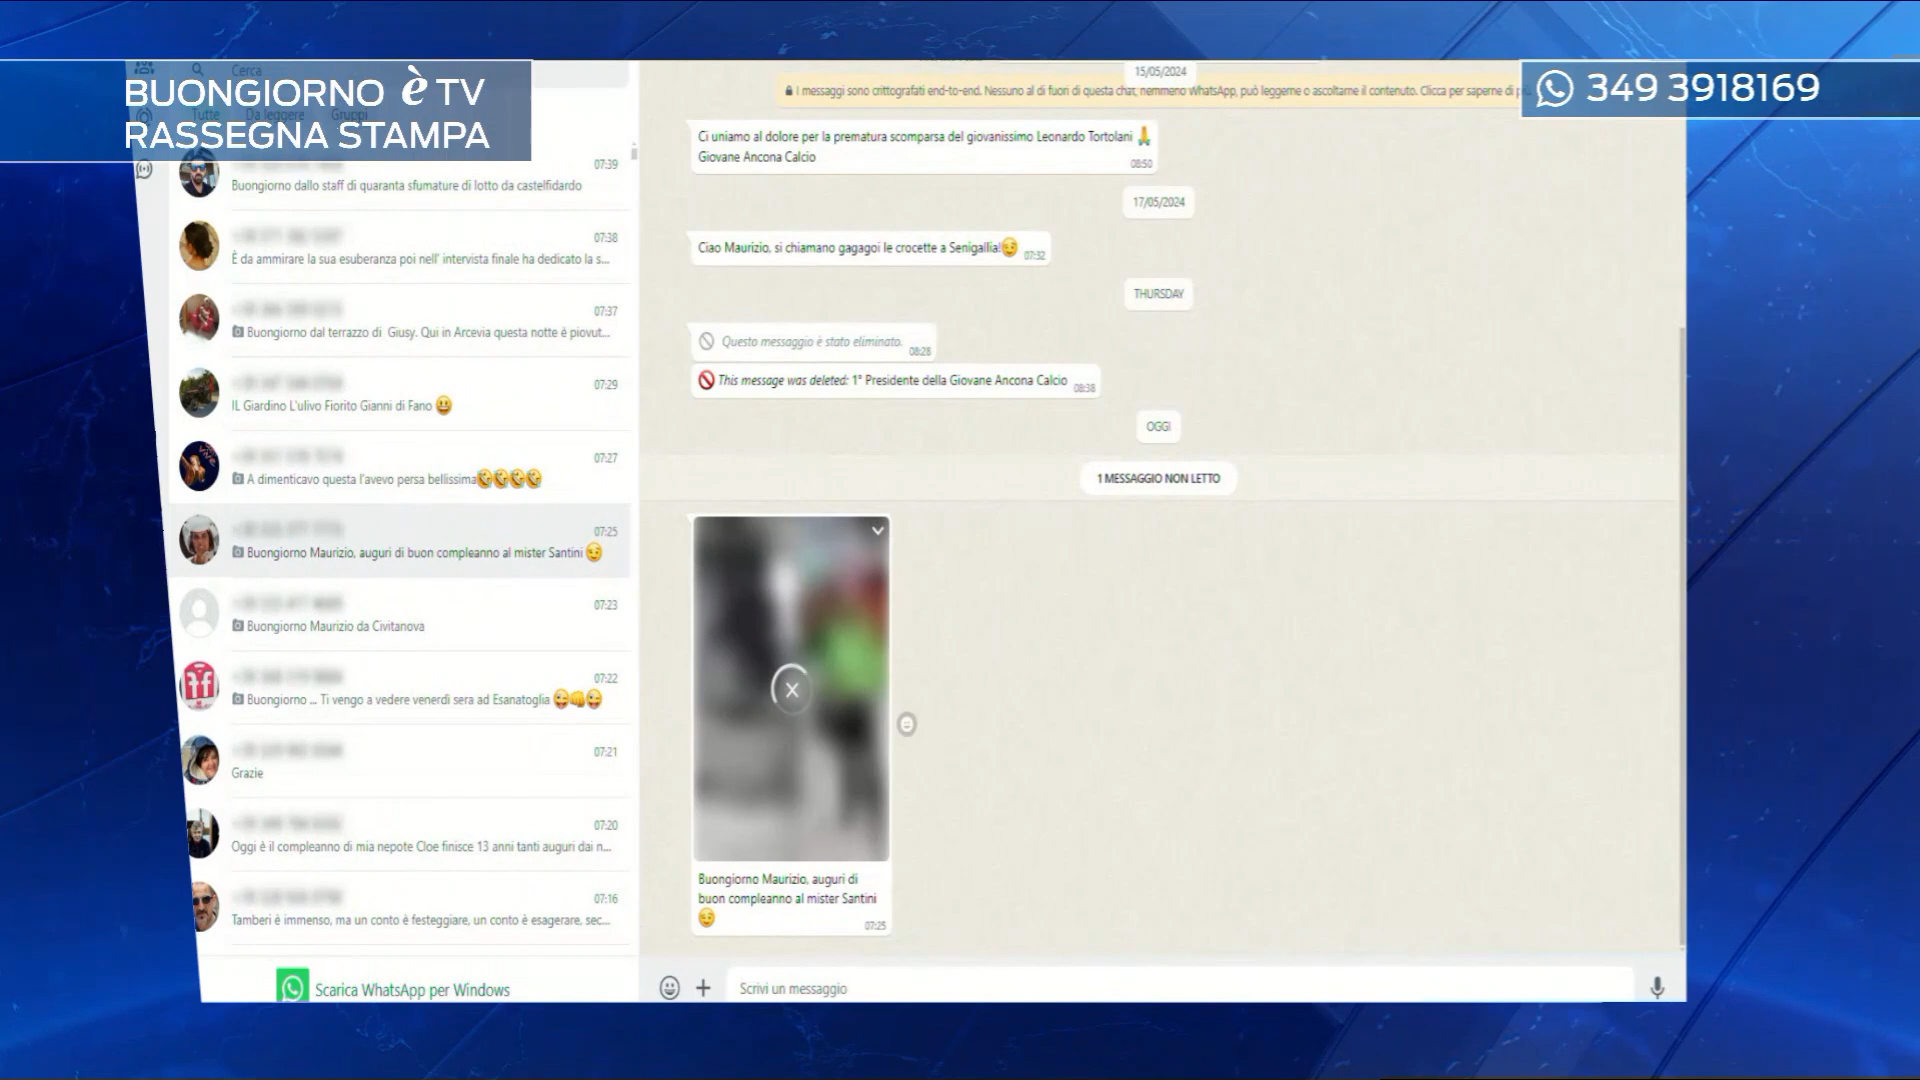 BUONGIORNO è TV
RASSEGNA STAMPA
349 3918169
Cerca
Tutte Da leggere Gruppi
07:39
Buongiorno dallo staff di quaranta sfumature di lotto da castelfidardo
07:38
È da ammirare la sua esuberanza poi nell' intervista finale ha dedicato la s...
07:37
Buongiorno dal terrazzo di Giusy. Qui in Arcevia questa notte è piovut...
07:29
IL Giardino L'ulivo Fiorito Gianni di Fano 😃
07:27
A dimenticavo questa l'avevo persa bellissima🤣🤣🤣🤣
07:25
Buongiorno Maurizio, auguri di buon compleanno al mister Santini 😉
07:23
Buongiorno Maurizio da Civitanova
07:22
Buongiorno ... Ti vengo a vedere venerdì sera ad Esanatoglia 😜👊😜
07:21
Grazie
07:20
Oggi è il compleanno di mia nepote Cloe finisce 13 anni tanti auguri dai n...
07:16
Tamberi è immenso, ma un conto è festeggiare, un conto è esagerare, sec...
Scarica WhatsApp per Windows
15/05/2024
I messaggi sono crittografati end-to-end. Nessuno al di fuori di questa chat, nemmeno WhatsApp, può leggerne o ascoltarne il contenuto. Clicca per saperne di
Ci uniamo al dolore per la prematura scomparsa del giovanissimo Leonardo Tortolani 🙏
Giovane Ancona Calcio
08:50
17/05/2024
Ciao Maurizio, si chiamano gagagoi le crocette a Senigallia!😉 07:32
THURSDAY
Questo messaggio è stato eliminato. 08:28
🚫 This message was deleted: 1° Presidente della Giovane Ancona Calcio 08:38
OGGI
1 MESSAGGIO NON LETTO
Buongiorno Maurizio, auguri di
buon compleanno al mister Santini
😉
07:25
Scrivi un messaggio